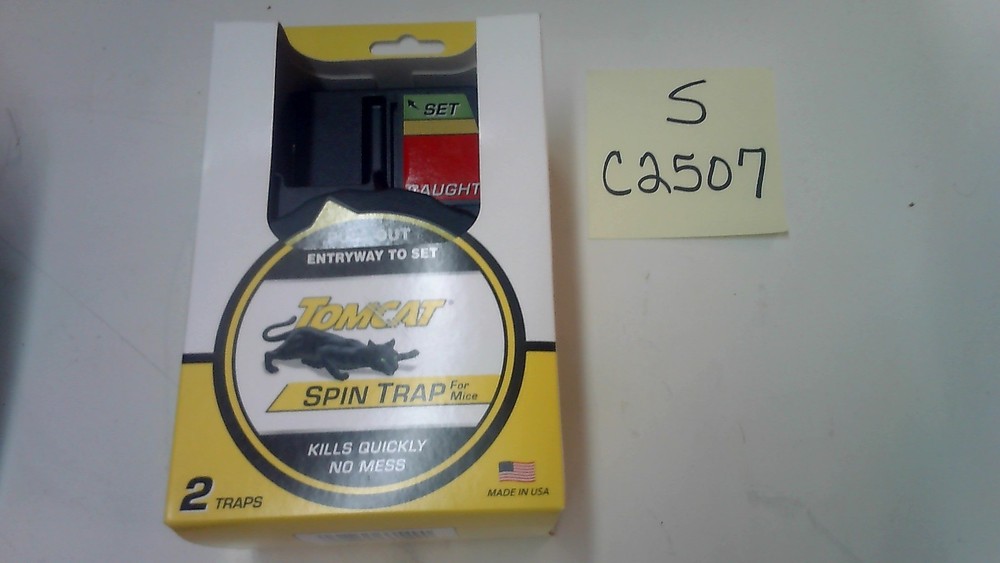 SET
CAUGHT
OUT
ENTRYWAY TO SET
TOMCAT®
SPIN TRAP For Mice
KILLS QUICKLY
NO MESS
2 TRAPS
MADE IN USA
S
C2507